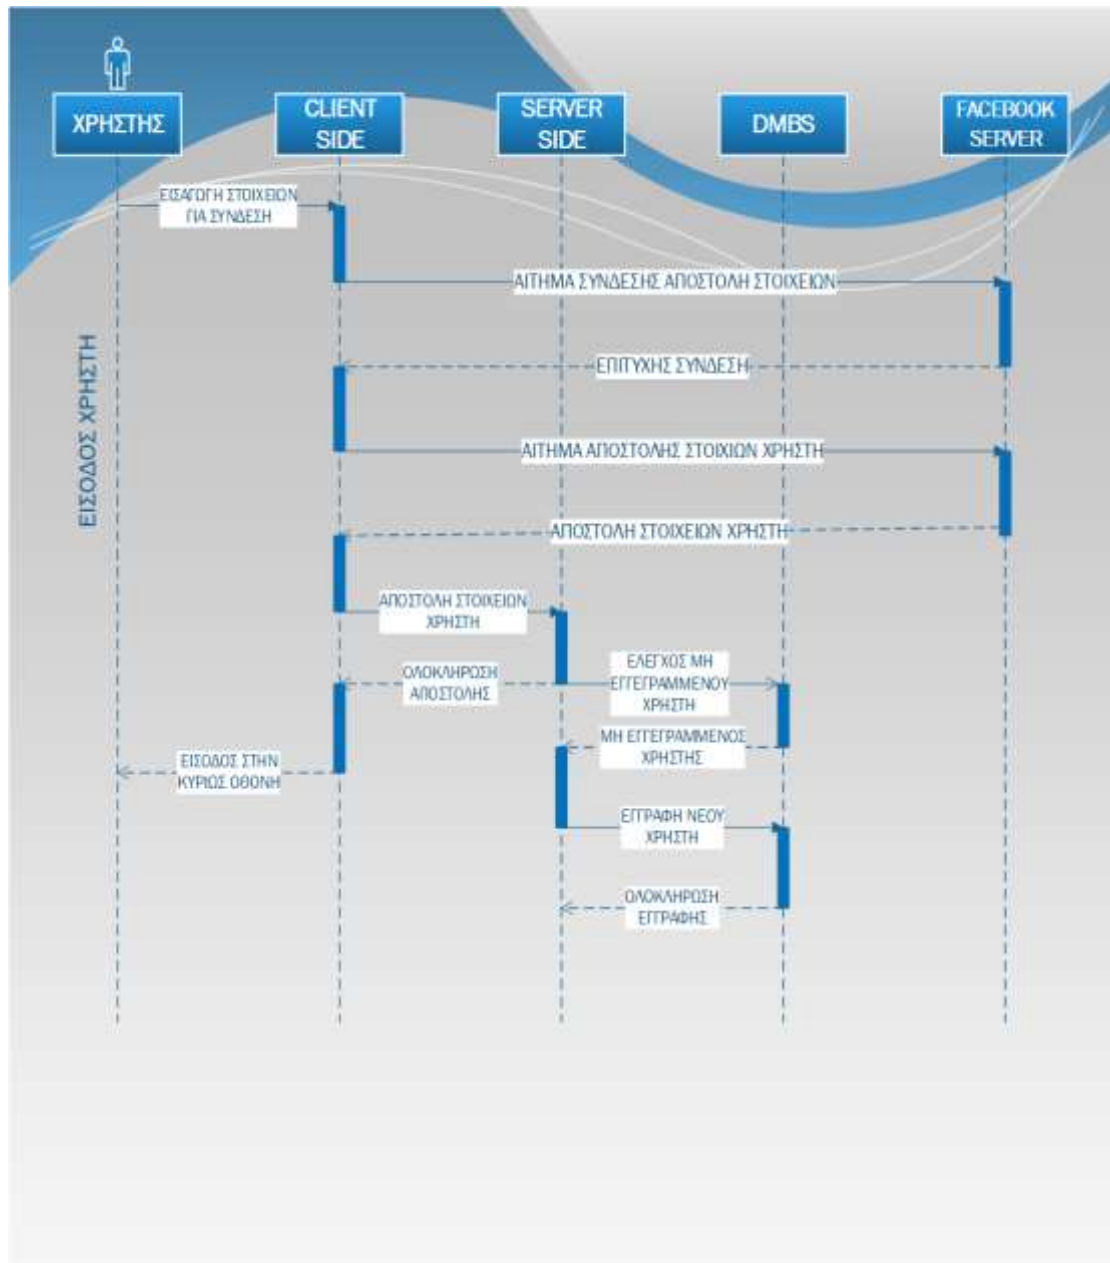 ΧΡΗΣΤΗΣ
CLIENT
SIDE
SERVER
SIDE
DMBS
FACEBOOK
SERVER
ΕΙΣΑΓΩΓΗ ΣΤΟΙΧΕΙΩΝ
ΓΙΑ ΣΥΝΔΕΣΗ
ΑΙΤΗΜΑ ΣΥΝΔΕΣΗΣ ΑΠΟΣΤΟΛΗ ΣΤΟΙΧΕΙΩΝ
ΕΙΣΟΔΟΣ ΧΡΗΣΤΗ
ΕΠΙΤΥΧΗΣ ΣΥΝΔΕΣΗ
ΑΙΤΗΜΑ ΑΠΟΣΤΟΛΗΣ ΣΤΟΙΧΙΩΝ ΧΡΗΣΤΗ
ΑΠΟΣΤΟΛΗ ΣΤΟΙΧΕΙΩΝ ΧΡΗΣΤΗ
ΑΠΟΣΤΟΛΗ ΣΤΟΙΧΕΙΩΝ
ΧΡΗΣΤΗ
ΟΛΟΚΛΗΡΩΣΗ
ΑΠΟΣΤΟΛΗΣ
ΕΛΕΓΧΟΣ ΜΗ
ΕΓΓΕΓΡΑΜΜΕΝΟΥ
ΧΡΗΣΤΗ
ΜΗ ΕΓΓΕΓΡΑΜΜΕΝΟΣ
ΧΡΗΣΤΗΣ
ΕΙΣΟΔΟΣ ΣΤΗΝ
ΚΥΡΙΩΣ ΟΘΟΝΗ
ΕΓΓΡΑΦΗ ΝΕΟΥ
ΧΡΗΣΤΗ
ΟΛΟΚΛΗΡΩΣΗ
ΕΓΓΡΑΦΗΣ